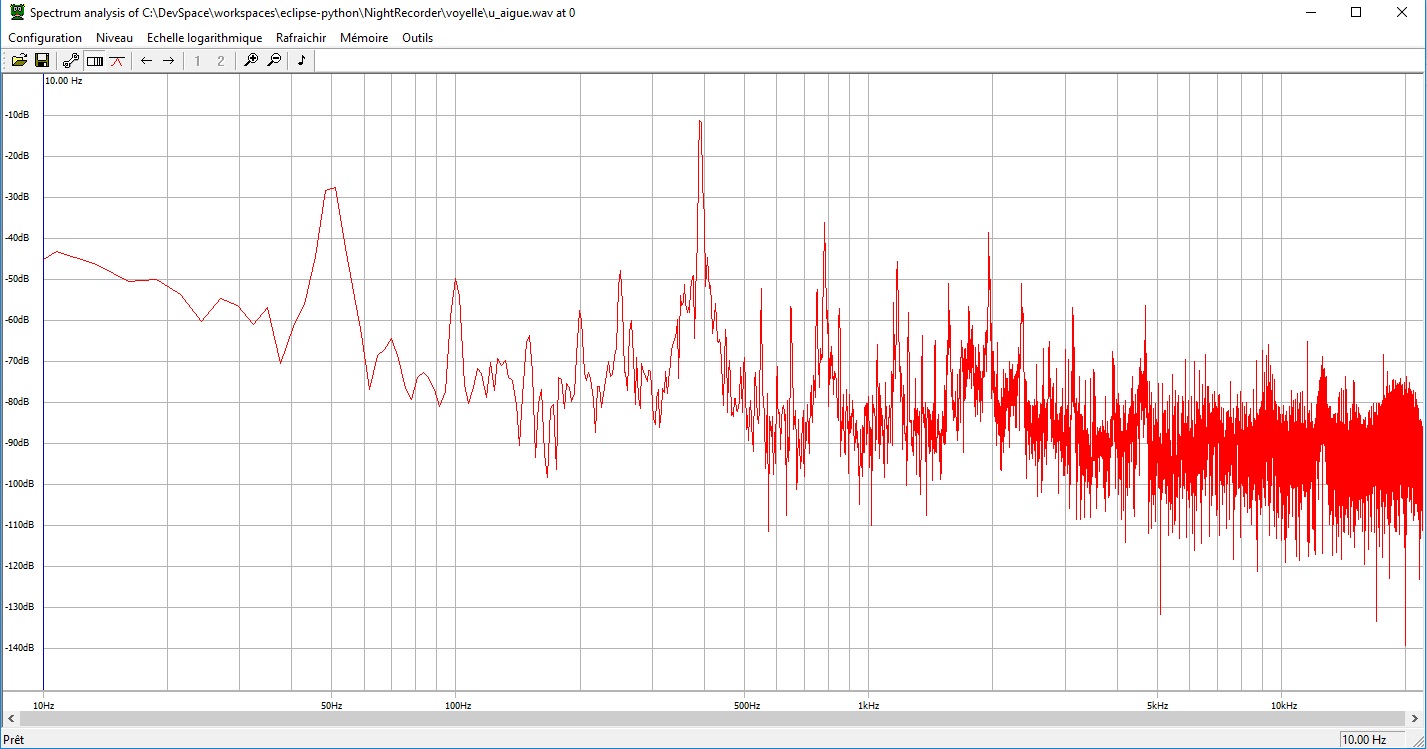 Spectrum analysis of C:\DevSpace\workspaces\eclipse-python\NightRecorder\voyelle\u_aigue.wav at 0
Configuration Niveau Echelle logarithmique Rafraichir Mémoire Outils
1 2
10.00 Hz
-10dB
-20dB
-30dB
-40dB
-50dB
-60dB
-70dB
-80dB
-90dB
-100dB
-110dB
-120dB
-130dB
-140dB
10Hz 50Hz 100Hz 500Hz 1kHz 5kHz 10kHz
Prêt 10.00 Hz